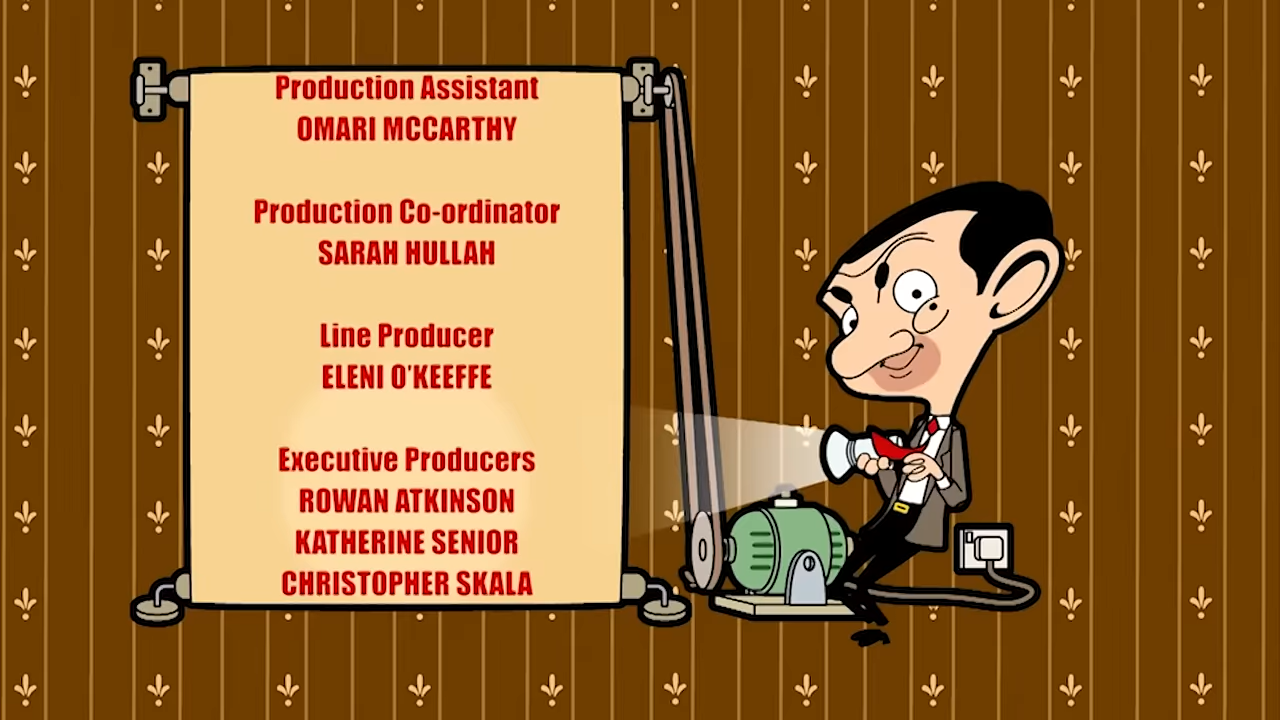 Production Assistant
OMARI MCCARTHY
Production Co-ordinator
SARAH HULLAH
Line Producer
ELENI O'KEEFFE
Executive Producers
ROWAN ATKINSON
KATHERINE SENIOR
CHRISTOPHER SKALA